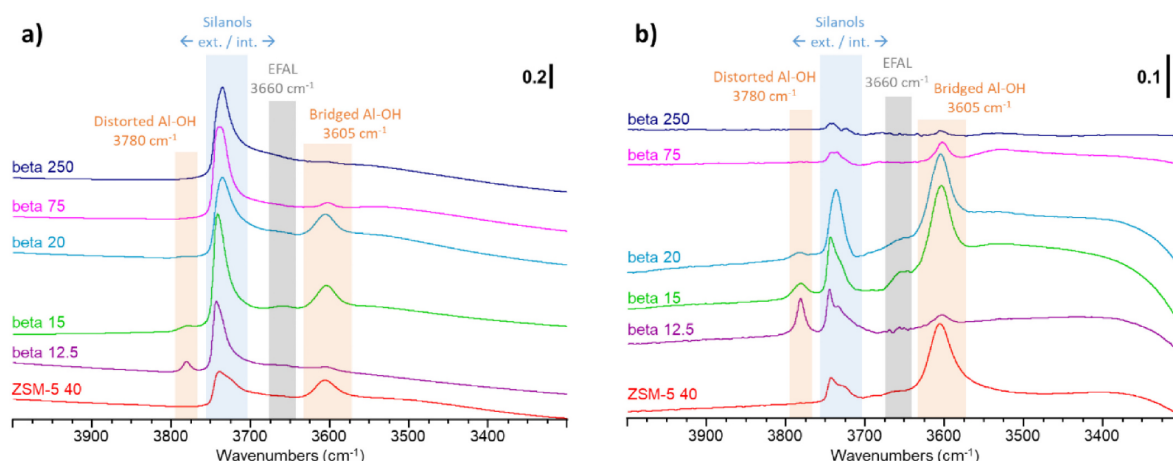 a)
Silanols
← ext. / int. →
EFAL
3660 cm⁻¹
Distorted Al-OH
3780 cm⁻¹
Bridged Al-OH
3605 cm⁻¹
0.2
beta 250
beta 75
beta 20
beta 15
beta 12.5
ZSM-5 40
3900 3800 3700 3600 3500 3400
Wavenumbers (cm⁻¹)
b)
Silanols
← ext. / int. →
EFAL
3660 cm⁻¹
Distorted Al-OH
3780 cm⁻¹
Bridged Al-OH
3605 cm⁻¹
0.1
beta 250
beta 75
beta 20
beta 15
beta 12.5
ZSM-5 40
3900 3800 3700 3600 3500 3400
Wavenumbers (cm⁻¹)